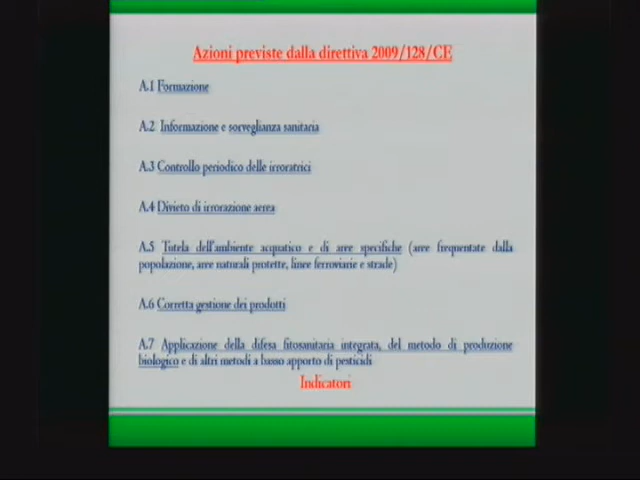 Azioni previste dalla direttiva 2009/128/CE
A.1 Formazione
A.2 Informazione e sorveglianza sanitaria
A.3 Controllo periodico delle irroratrici
A.4 Divieto di irrorazione aerea
A.5 Tutela dell'ambiente acquatico e di aree specifiche (aree frequentate dalla
popolazione, aree naturali protette, linee ferroviarie e strade)
A.6 Corretta gestione dei prodotti
A.7 Applicazione della difesa fitosanitaria integrata, del metodo di produzione
biologico e di altri metodi a basso apporto di pesticidi
Indicatori